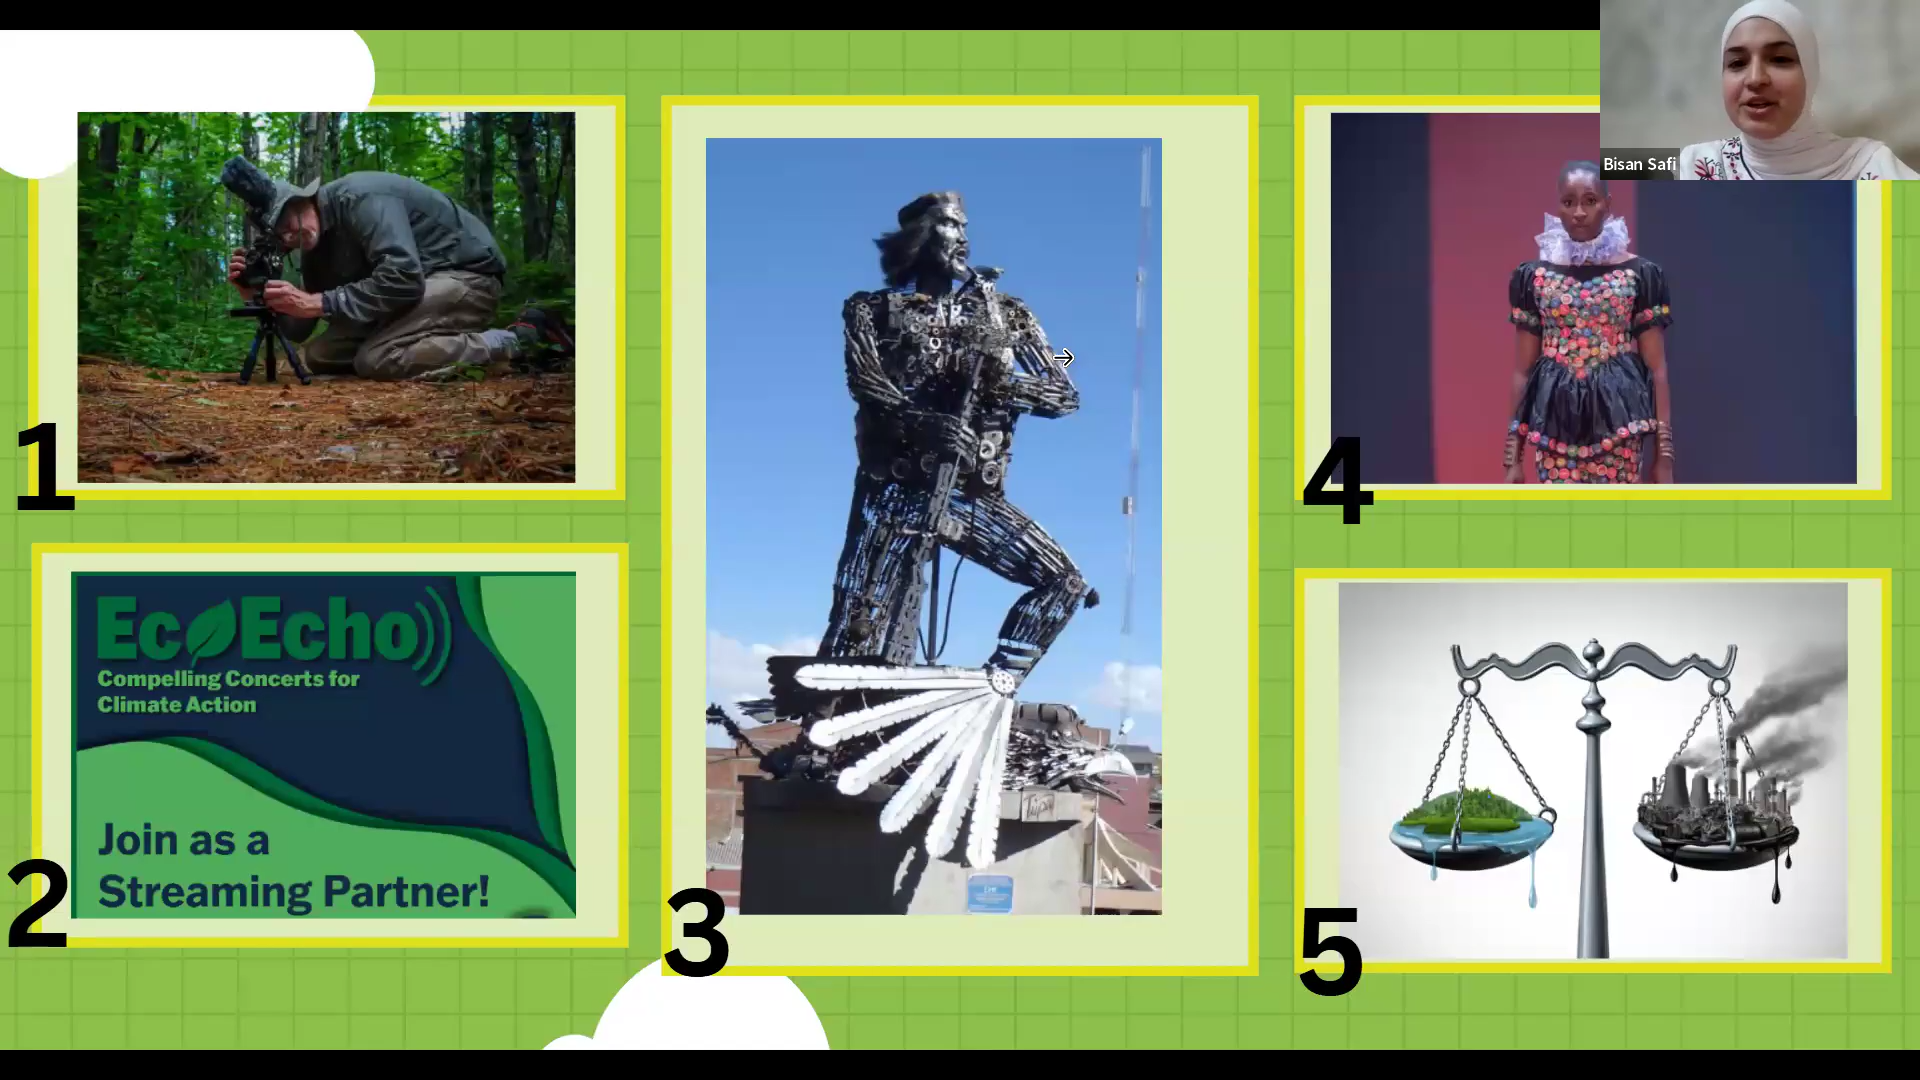 Bisan Safi
1
EcoEcho
Compelling Concerts for
Climate Action
Join as a
Streaming Partner!
2
3
4
5